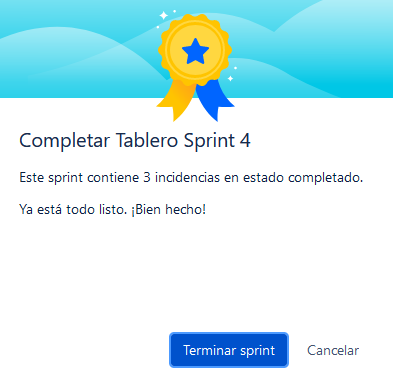 Completar Tablero Sprint 4
Este sprint contiene 3 incidencias en estado completado.
Ya está todo listo. ¡Bien hecho!
Terminar sprint
Cancelar